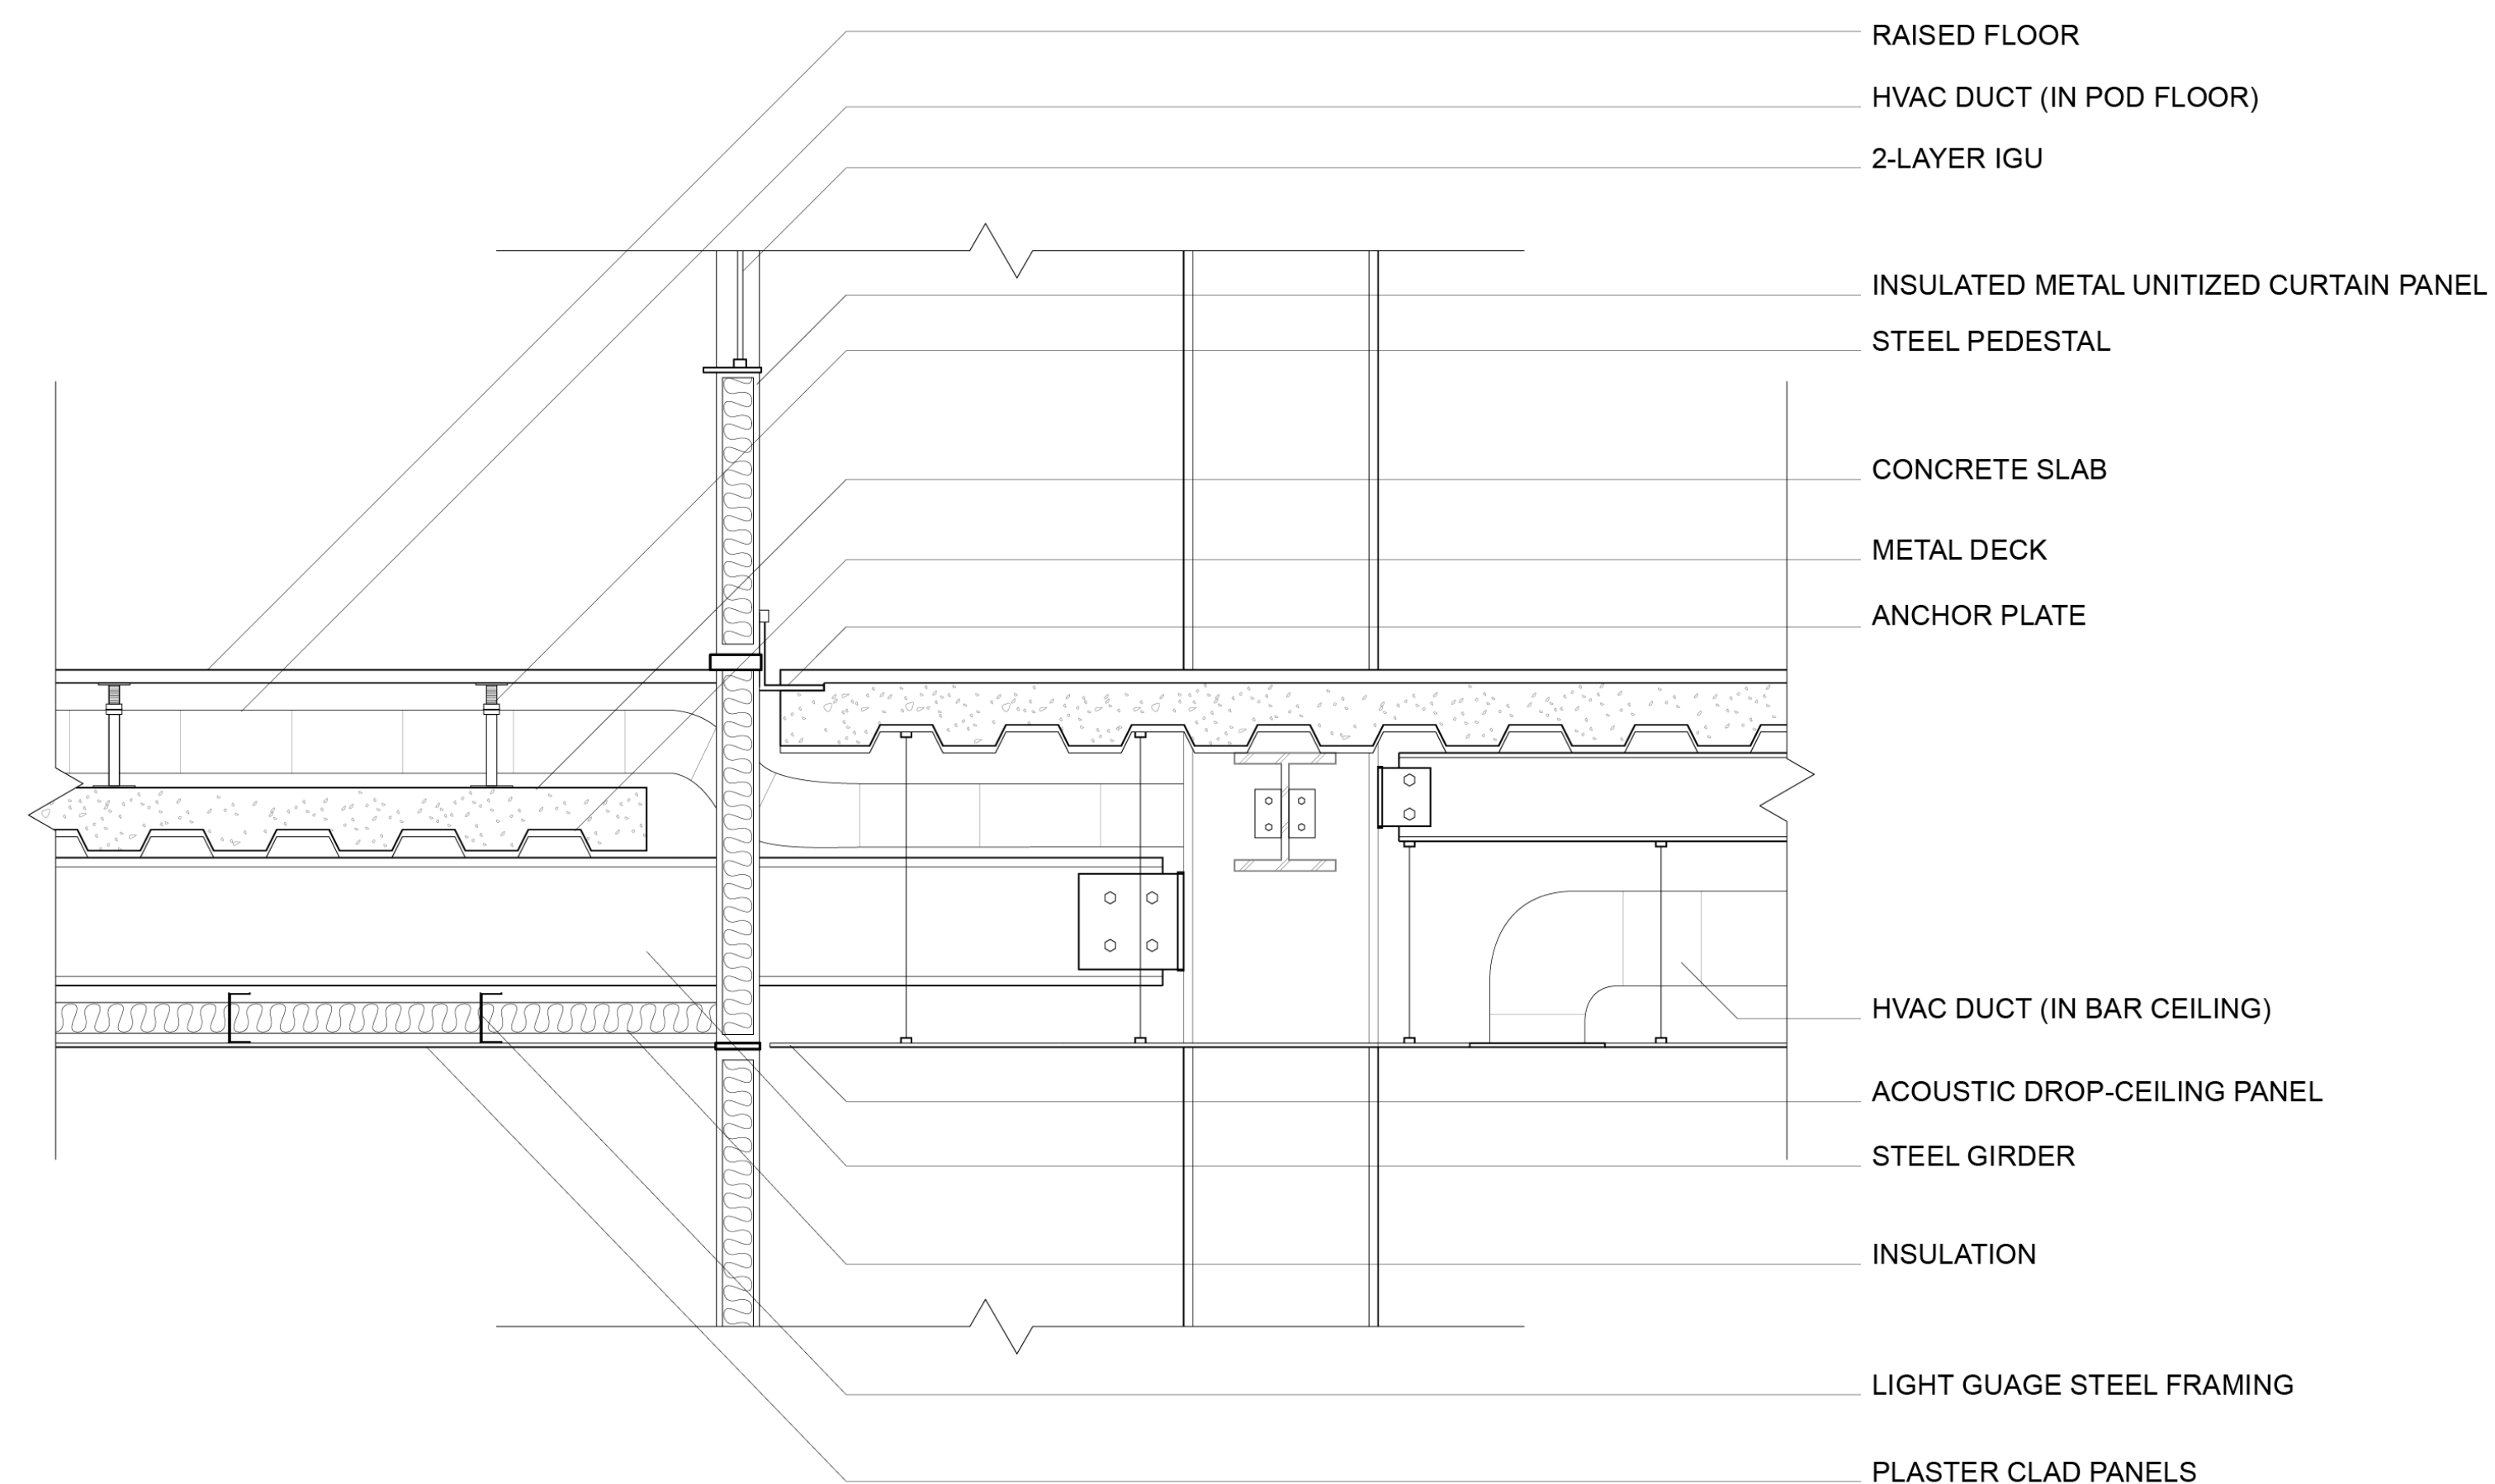 RAISED FLOOR
HVAC DUCT (IN POD FLOOR)
2-LAYER IGU
INSULATED METAL UNITIZED CURTAIN PANEL
STEEL PEDESTAL
CONCRETE SLAB
METAL DECK
ANCHOR PLATE
HVAC DUCT (IN BAR CEILING)
ACOUSTIC DROP-CEILING PANEL
STEEL GIRDER
INSULATION
LIGHT GUAGE STEEL FRAMING
PLASTER CLAD PANELS